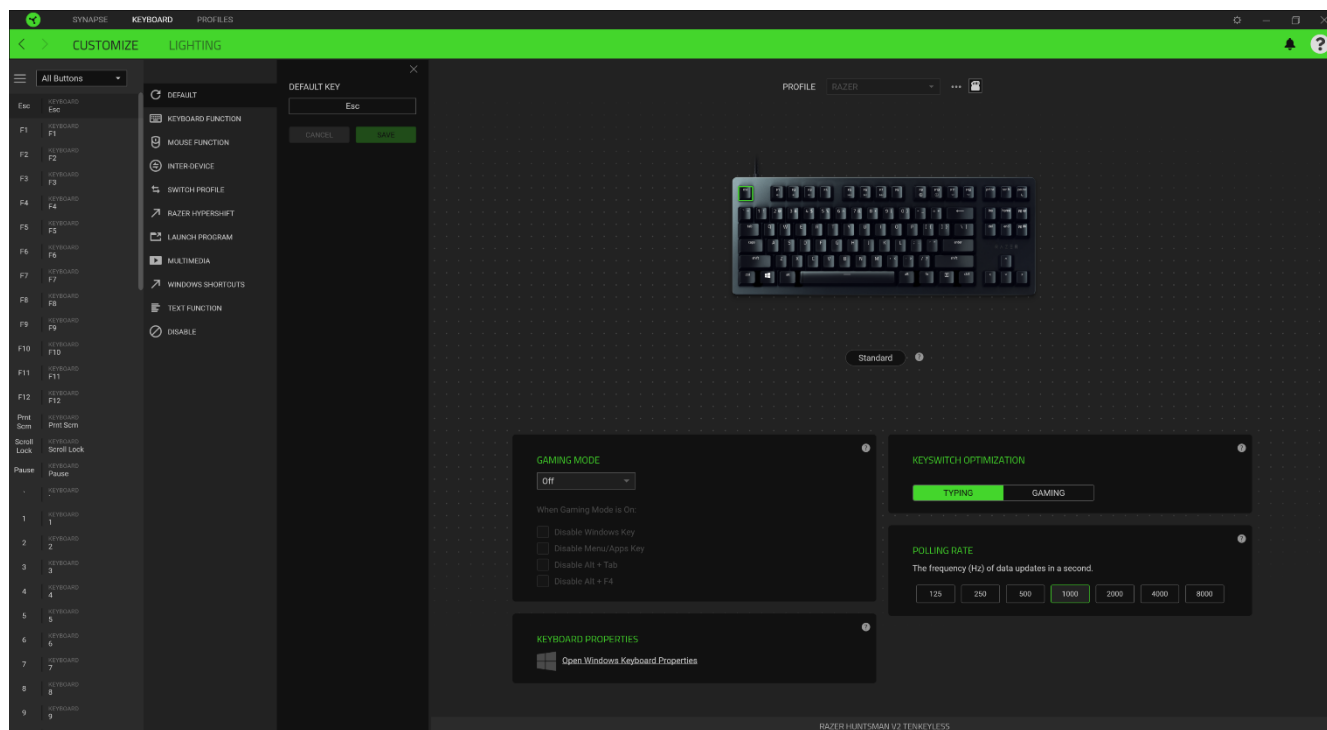 SYNAPSE KEYBOARD PROFILES
CUSTOMIZE LIGHTING
All Buttons
Esc KEYBOARD Esc
F1 KEYBOARD F1
F2 KEYBOARD F2
F3 KEYBOARD F3
F4 KEYBOARD F4
F5 KEYBOARD F5
F6 KEYBOARD F6
F7 KEYBOARD F7
F8 KEYBOARD F8
F9 KEYBOARD F9
F10 KEYBOARD F10
F11 KEYBOARD F11
F12 KEYBOARD F12
Prnt Scrn KEYBOARD Prnt Scrn
Scroll Lock KEYBOARD Scroll Lock
Pause KEYBOARD Pause
KEYBOARD
1 KEYBOARD 1
2 KEYBOARD 2
3 KEYBOARD 3
4 KEYBOARD 4
5 KEYBOARD 5
6 KEYBOARD 6
7 KEYBOARD 7
8 KEYBOARD 8
9 KEYBOARD 9
DEFAULT
KEYBOARD FUNCTION
MOUSE FUNCTION
INTER-DEVICE
SWITCH PROFILE
RAZER HYPERSHIFT
LAUNCH PROGRAM
MULTIMEDIA
WINDOWS SHORTCUTS
TEXT FUNCTION
DISABLE
DEFAULT KEY
Esc
CANCEL SAVE
PROFILE RAZER
Standard
GAMING MODE
Off
When Gaming Mode is On:
Disable Windows Key
Disable Menu/Apps Key
Disable Alt + Tab
Disable Alt + F4
KEYBOARD PROPERTIES
Open Windows Keyboard Properties
KEYSWITCH OPTIMIZATION
TYPING GAMING
POLLING RATE
The frequency (Hz) of data updates in a second.
125 250 500 1000 2000 4000 8000
RAZER HUNTSMAN V2 TENKEYLESS